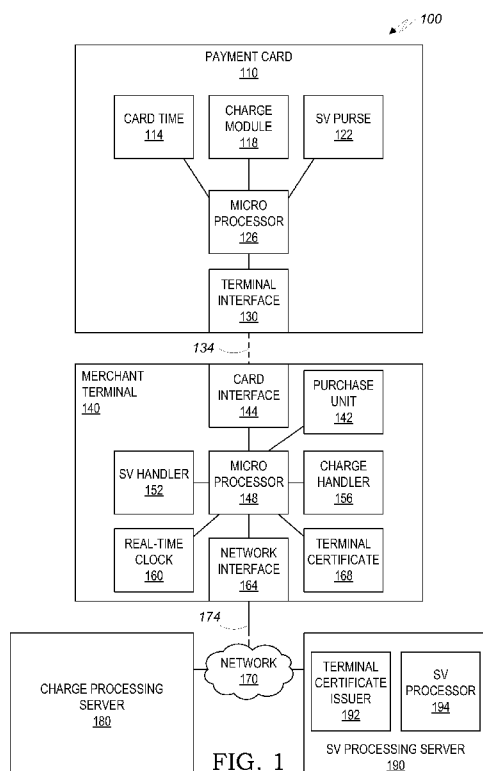 100
PAYMENT CARD
110
CARD TIME
114
CHARGE
MODULE
118
SV PURSE
122
MICRO
PROCESSOR
126
TERMINAL
INTERFACE
130
134
MERCHANT
TERMINAL
140
CARD
INTERFACE
144
PURCHASE
UNIT
142
SV HANDLER
152
MICRO
PROCESSOR
148
CHARGE
HANDLER
156
REAL-TIME
CLOCK
160
NETWORK
INTERFACE
164
TERMINAL
CERTIFICATE
168
174
NETWORK
170
CHARGE PROCESSING
SERVER
180
TERMINAL
CERTIFICATE
ISSUER
192
SV
PROCESSOR
194
SV PROCESSING SERVER
190
FIG. 1